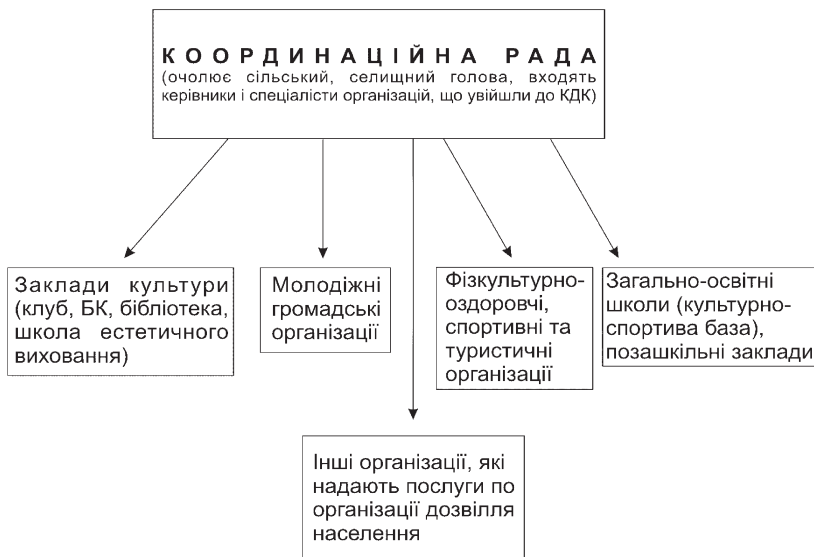 КООРДИНАЦІЙНА РАДА
(очолює сільський, селищний голова, входять
керівники і спеціалісти організацій, що увійшли до КДК)
Заклади культури
(клуб, БК, бібліотека,
школа естетичного
виховання)
Молодіжні
громадські
організації
Фізкультурно-
оздоровчі,
спортивні та
туристичні
організації
Загально-освітні
школи (культурно-
спортива база),
позашкільні заклади
Інші організації, які
надають послуги по
організації дозвілля
населення